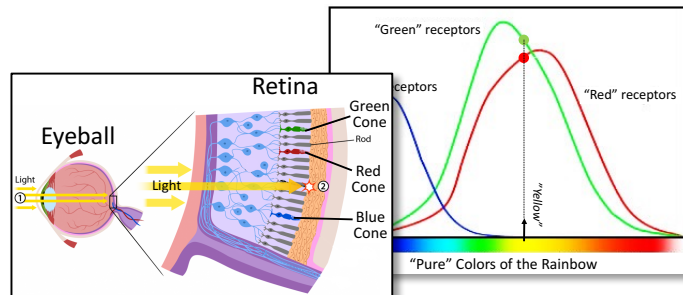 Retina
Eyeball
Light
①
Light
②
Green
Cone
Rod
Red
Cone
Blue
Cone
“Green” receptors
“Red” receptors
“Yellow”
“Pure” Colors of the Rainbow